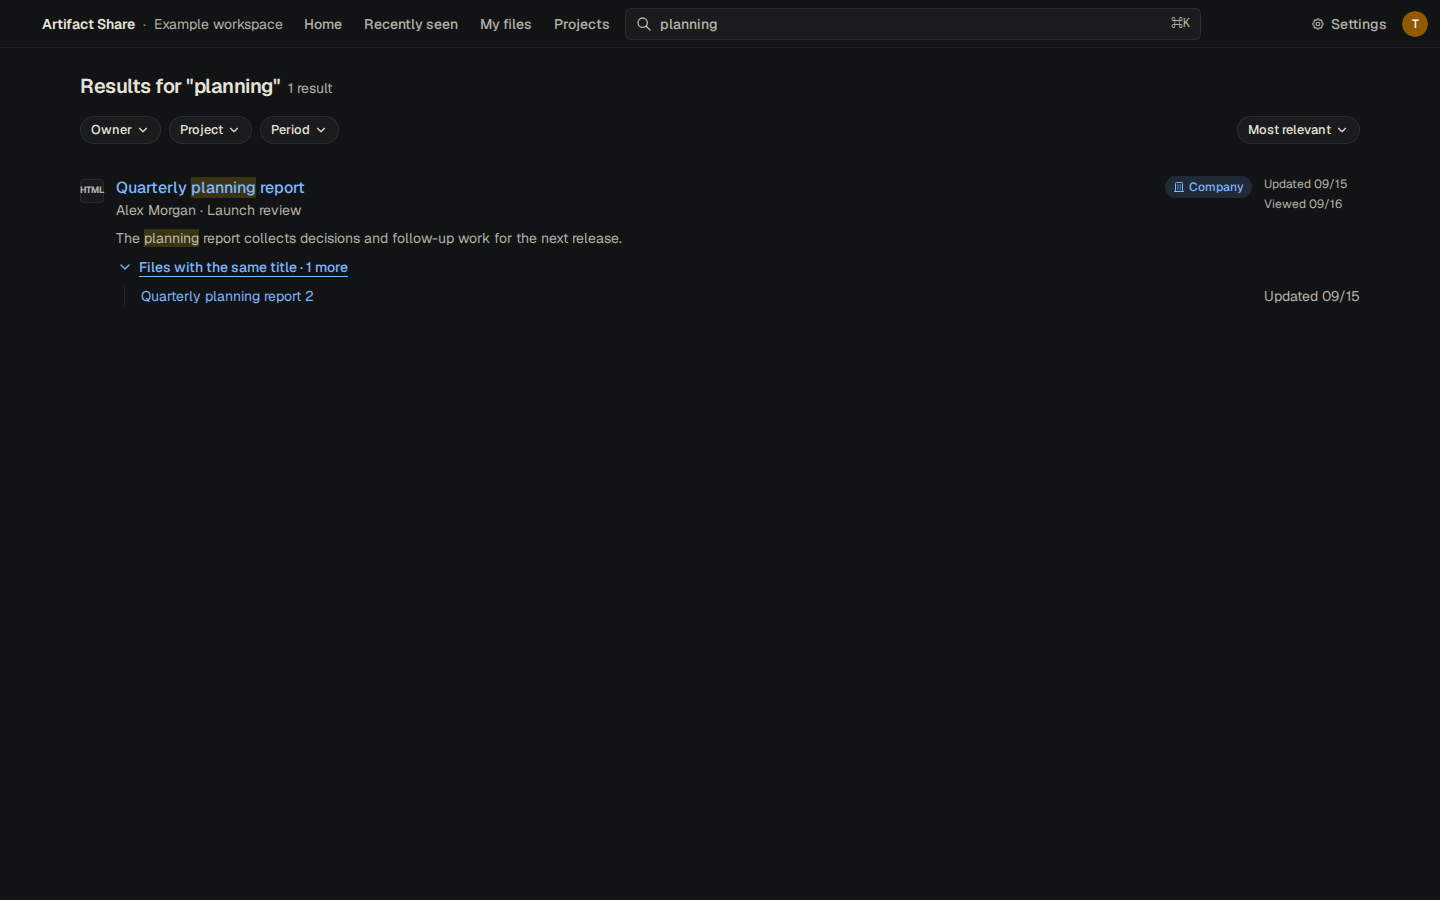 Artifact Share · Example workspace Home Recently seen My files Projects planning ⌘K Settings T
Results for "planning" 1 result
Owner Project Period Most relevant
HTML Quarterly planning report Company Updated 09/15
Alex Morgan · Launch review Viewed 09/16
The planning report collects decisions and follow-up work for the next release.
Files with the same title · 1 more
Quarterly planning report 2 Updated 09/15